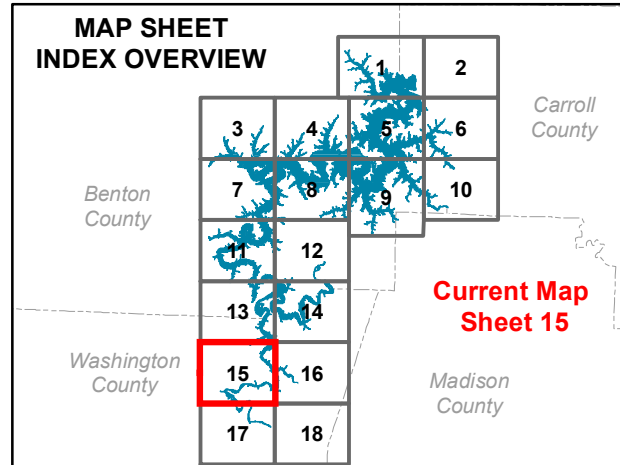 MAP SHEET
INDEX OVERVIEW
1
2
Carroll
County
3
4
5
6
Benton
County
7
8
9
10
11
12
13
14
Current Map
Sheet 15
Washington
County
15
16
Madison
County
17
18